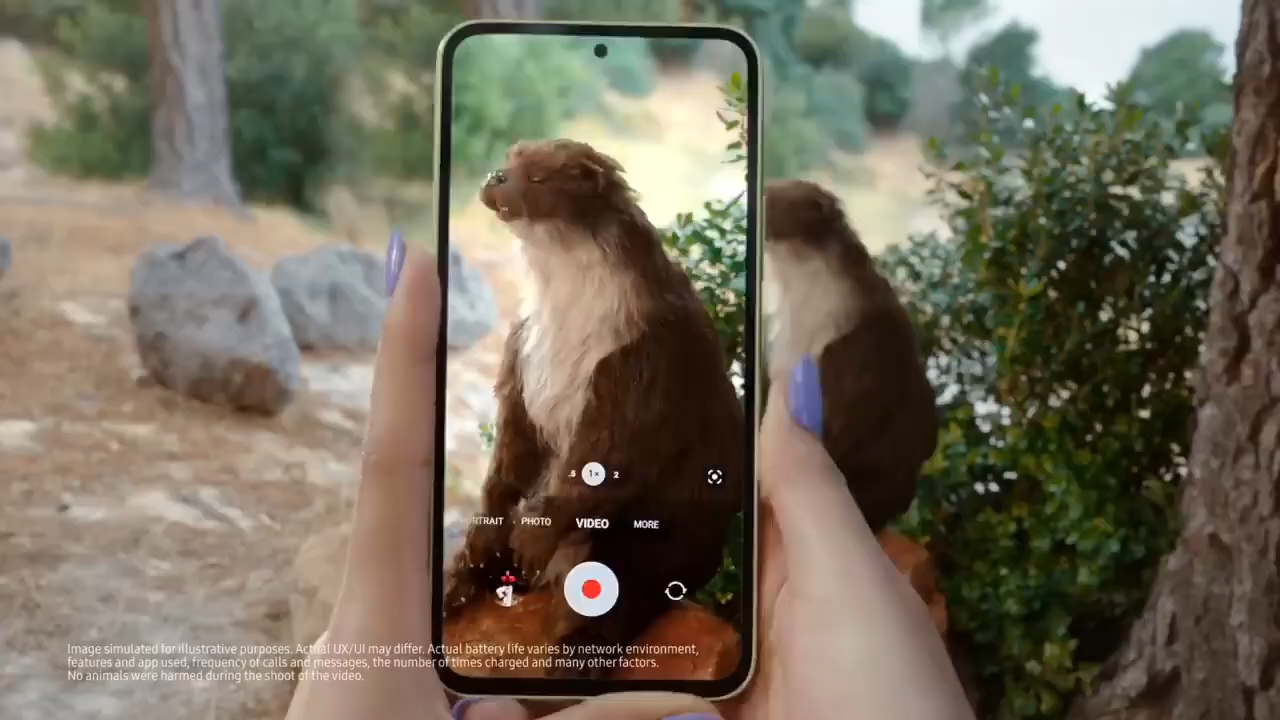 .5 1× 2
TRAIT PHOTO VIDEO MORE
Image simulated for illustrative purposes. Actual UX/UI may differ. Actual battery life varies by network environment,
features and app used, frequency of calls and messages, the number of times charged and many other factors.
No animals were harmed during the shoot of the video.